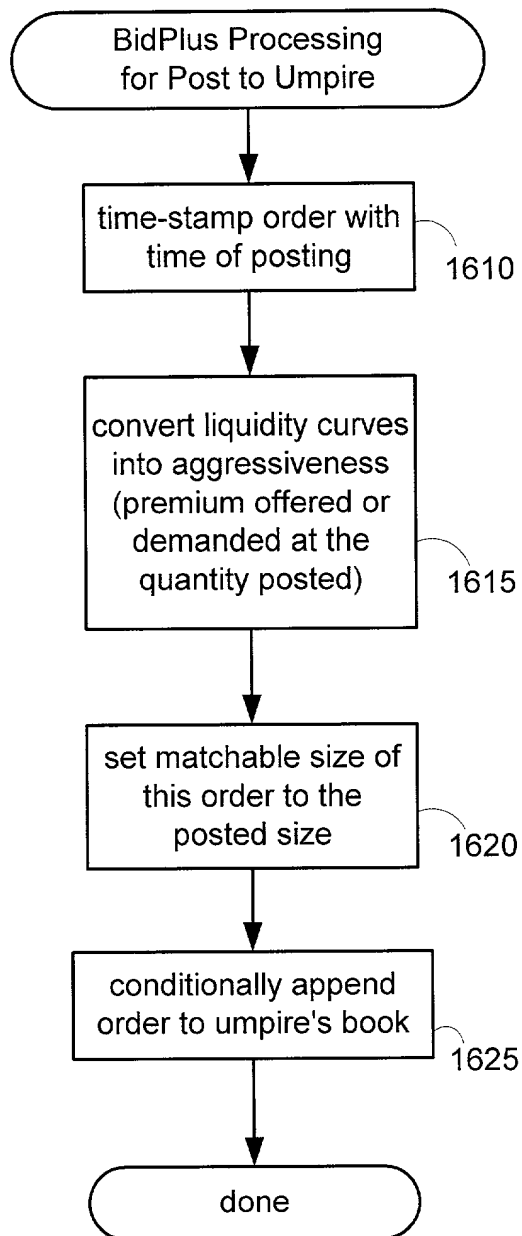 BidPlus Processing
for Post to Umpire
time-stamp order with
time of posting
1610
convert liquidity curves
into aggressiveness
(premium offered or
demanded at the
quantity posted)
1615
set matchable size of
this order to the
posted size
1620
conditionally append
order to umpire's book
1625
done